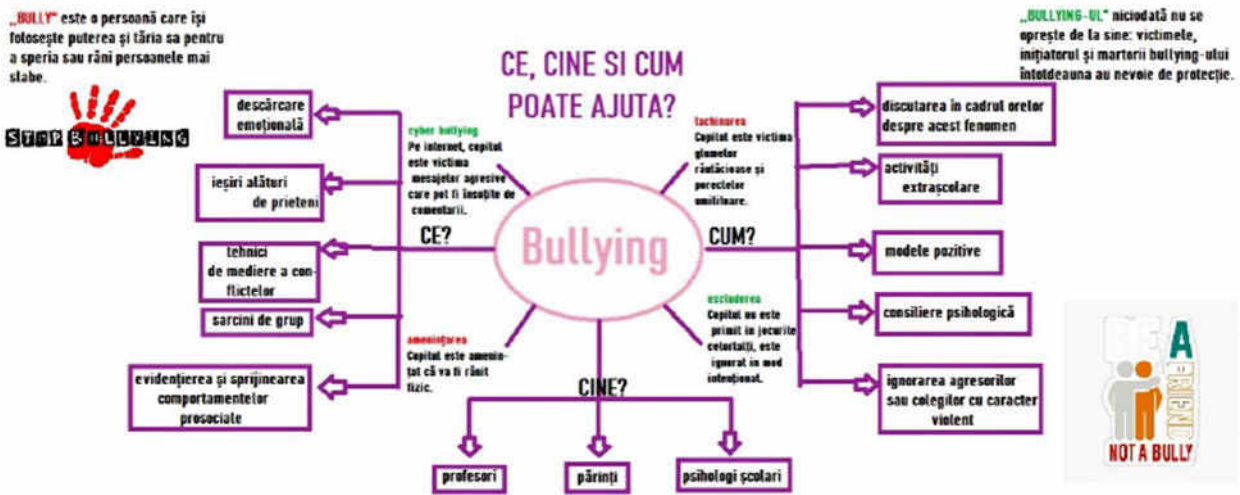 „BULLY" este o persoană care își
folosește puterea și tăria sa pentru
a speria sau răni persoanele mai
slabe.
STOP BULLYING
CE, CINE SI CUM
POATE AJUTA?
„BULLYING-UL" niciodată nu se
oprește de la sine: victimele,
inițiatorul și martorii bullying-ului
întotdeauna au nevoie de protecție.
descărcare
emoțională
ieșiri alături
de prieteni
tehnici
de mediere a con-
flictelor
sarcini de grup
evidențierea și sprijinearea
comportamentelor
prosociale
cyber bullying
Pe internet, copilul
este victima
mesajelor agresive
care pot fi însoțite de
comentarii.
CE?
amenințarea
Copilul este amenin-
țat că va fi rănit
fizic.
Bullying
tachinarea
Copilul este victima
glumelor
răutăcioase și
poreclelor
umilitoare.
CUM?
excluderea
Copilul nu este
primit in jocurile
celorlalți, este
ignorat in mod
intențional.
CINE?
profesori
părinți
psihologi școlari
discutarea in cadrul orelor
despre acest fenomen
activități
extrașcolare
modele pozitive
consiliere psihologică
ignorarea agresorilor
sau colegilor cu caracter
violent
BE A
FRIEND
NOT A BULLY